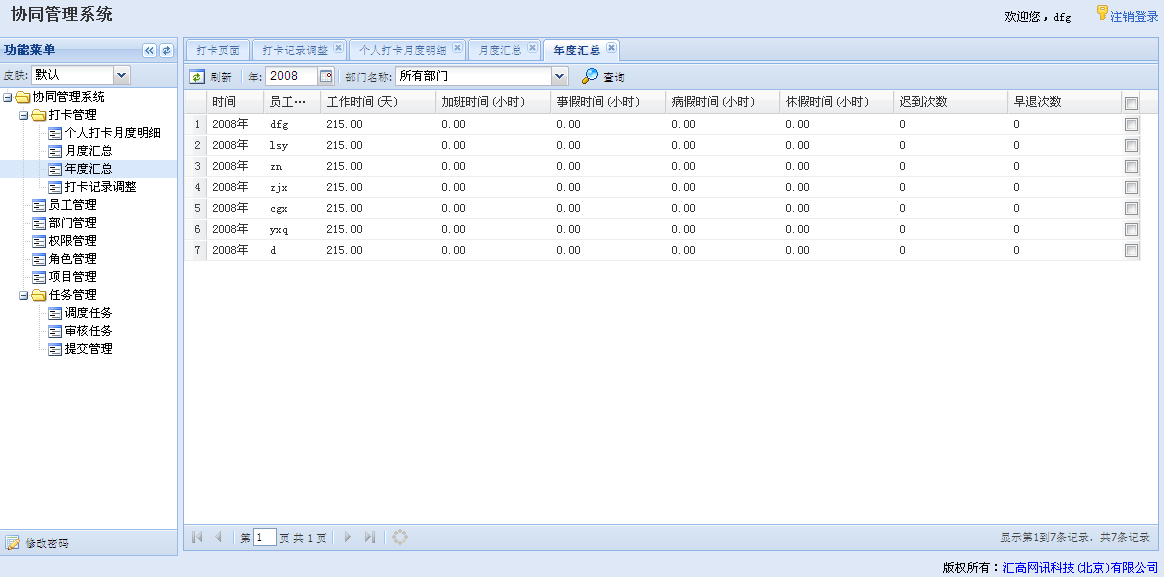 协同管理系统
欢迎您，dfg 注销登录
功能菜单
皮肤: 默认
协同管理系统
打卡管理
个人打卡月度明细
月度汇总
年度汇总
打卡记录调整
员工管理
部门管理
权限管理
角色管理
项目管理
任务管理
调度任务
审核任务
提交管理
修改密码
打卡页面 打卡记录调整 个人打卡月度明细 月度汇总 年度汇总
刷新 年: 2008 部门名称: 所有部门 查询
时间 员工… 工作时间(天) 加班时间(小时) 事假时间(小时) 病假时间(小时) 休假时间(小时) 迟到次数 早退次数
1 2008年 dfg 215.00 0.00 0.00 0.00 0.00 0 0
2 2008年 lsy 215.00 0.00 0.00 0.00 0.00 0 0
3 2008年 zn 215.00 0.00 0.00 0.00 0.00 0 0
4 2008年 zjx 215.00 0.00 0.00 0.00 0.00 0 0
5 2008年 cgx 215.00 0.00 0.00 0.00 0.00 0 0
6 2008年 yxq 215.00 0.00 0.00 0.00 0.00 0 0
7 2008年 d 215.00 0.00 0.00 0.00 0.00 0 0
第 1 页 共 1 页 显示第1到7条记录，共7条记录
版权所有：汇高网讯科技(北京)有限公司